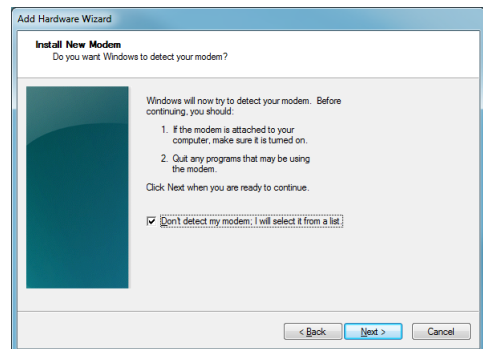 Add Hardware Wizard
Install New Modem
Do you want Windows to detect your modem?
Windows will now try to detect your modem. Before
continuing, you should:
1. If the modem is attached to your
computer, make sure it is turned on.
2. Quit any programs that may be using
the modem.
Click Next when you are ready to continue.
Don't detect my modem; I will select it from a list.
< Back Next > Cancel